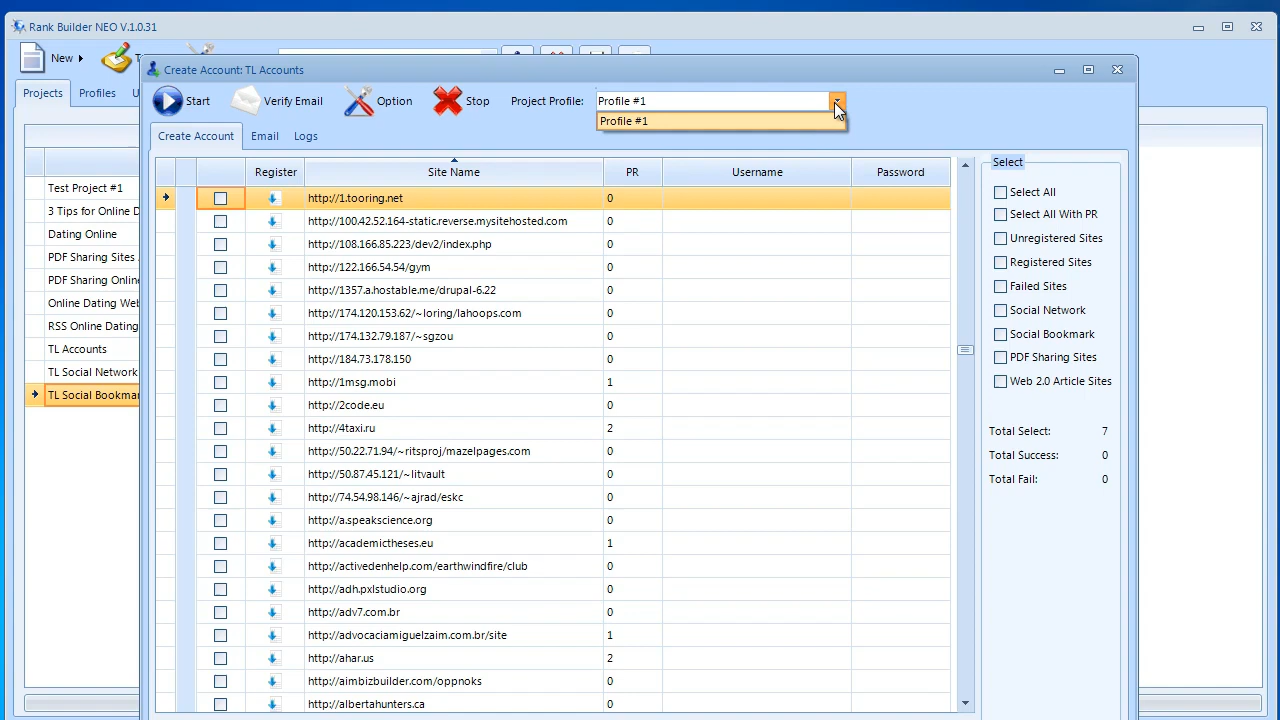 Rank Builder NEO V.1.0.31
New
Create Account: TL Accounts
Start
Verify Email
Option
Stop
Project Profile:
Profile #1
Profile #1
Projects
Profiles
Create Account
Email
Logs
Register
Site Name
PR
Username
Password
http://1.tooring.net 0
http://100.42.52.164-static.reverse.mysitehosted.com 0
http://108.166.85.223/dev2/index.php 0
http://122.166.54.54/gym 0
http://1357.a.hostable.me/drupal-6.22 0
http://174.120.153.62/~loring/lahoops.com 0
http://174.132.79.187/~sgzou 0
http://184.73.178.150 0
http://1msg.mobi 1
http://2code.eu 0
http://4taxi.ru 2
http://50.22.71.94/~ritsproj/mazelpages.com 0
http://50.87.45.121/~litvault 0
http://74.54.98.146/~ajrad/eskc 0
http://a.speakscience.org 0
http://academictheses.eu 1
http://activedenhelp.com/earthwindfire/club 0
http://adh.pxlstudio.org 0
http://adv7.com.br 0
http://advocaciamiguelzaim.com.br/site 1
http://ahar.us 2
http://aimbizbuilder.com/oppnoks 0
http://albertahunters.ca 0
Test Project #1
3 Tips for Online D
Dating Online
PDF Sharing Sites
PDF Sharing Online
Online Dating Web
RSS Online Dating
TL Accounts
TL Social Network
TL Social Bookmar
Select
Select All
Select All With PR
Unregistered Sites
Registered Sites
Failed Sites
Social Network
Social Bookmark
PDF Sharing Sites
Web 2.0 Article Sites
Total Select: 7
Total Success: 0
Total Fail: 0